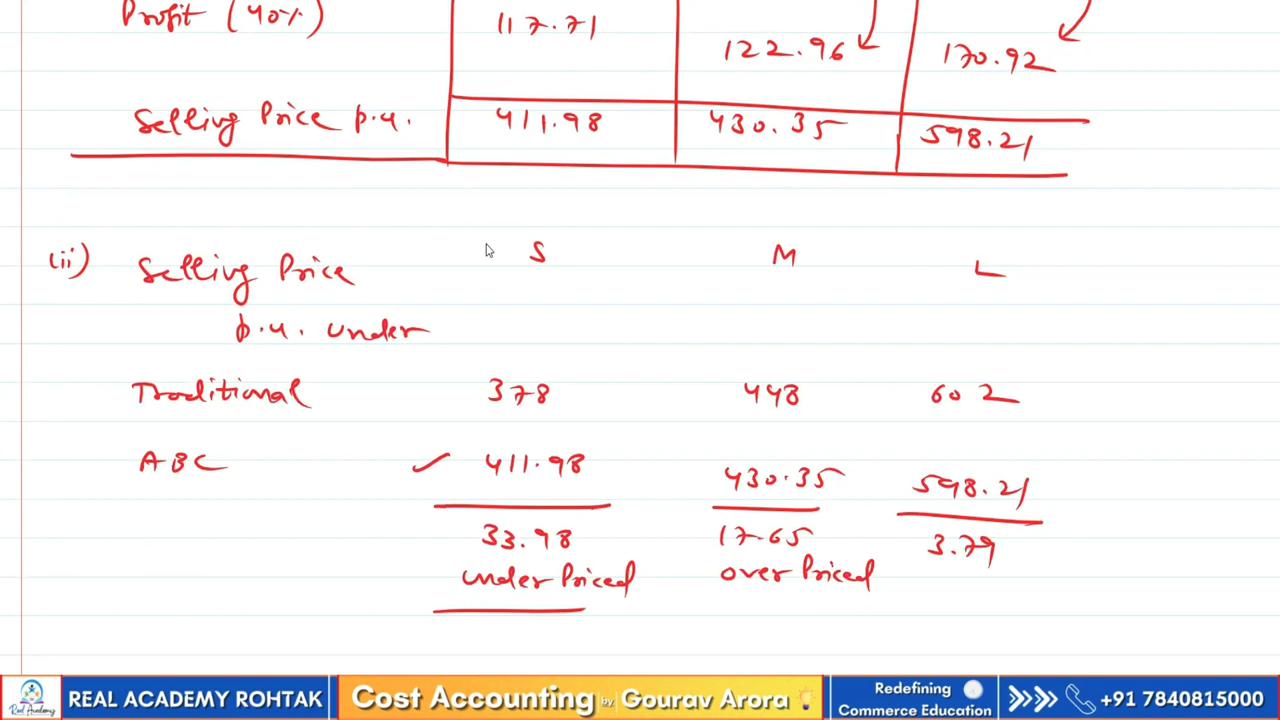 Profit (40%) 117.71 122.96 170.92
Selling Price p.u. 411.98 430.35 598.21
(ii) Selling Price S M L
p.u. under
Traditional 378 448 602
ABC ✓ 411.98 430.35 598.21
33.98 17.65 3.79
under Priced over Priced
Real Academy
REAL ACADEMY ROHTAK
Cost Accounting by Gourav Arora
Redefining
Commerce Education
+91 7840815000